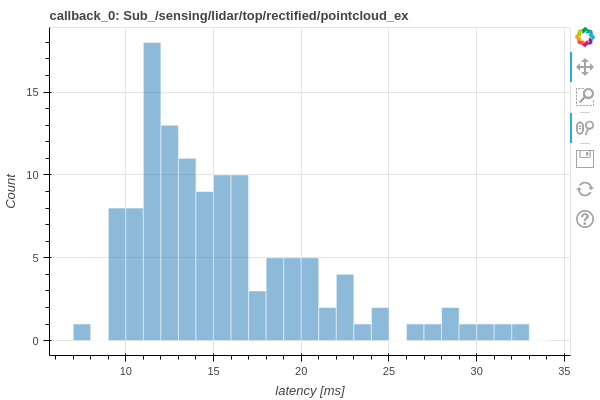 callback_0: Sub_/sensing/lidar/top/rectified/pointcloud_ex
15
10
5
0
Count
10 15 20 25 30 35
latency [ms]